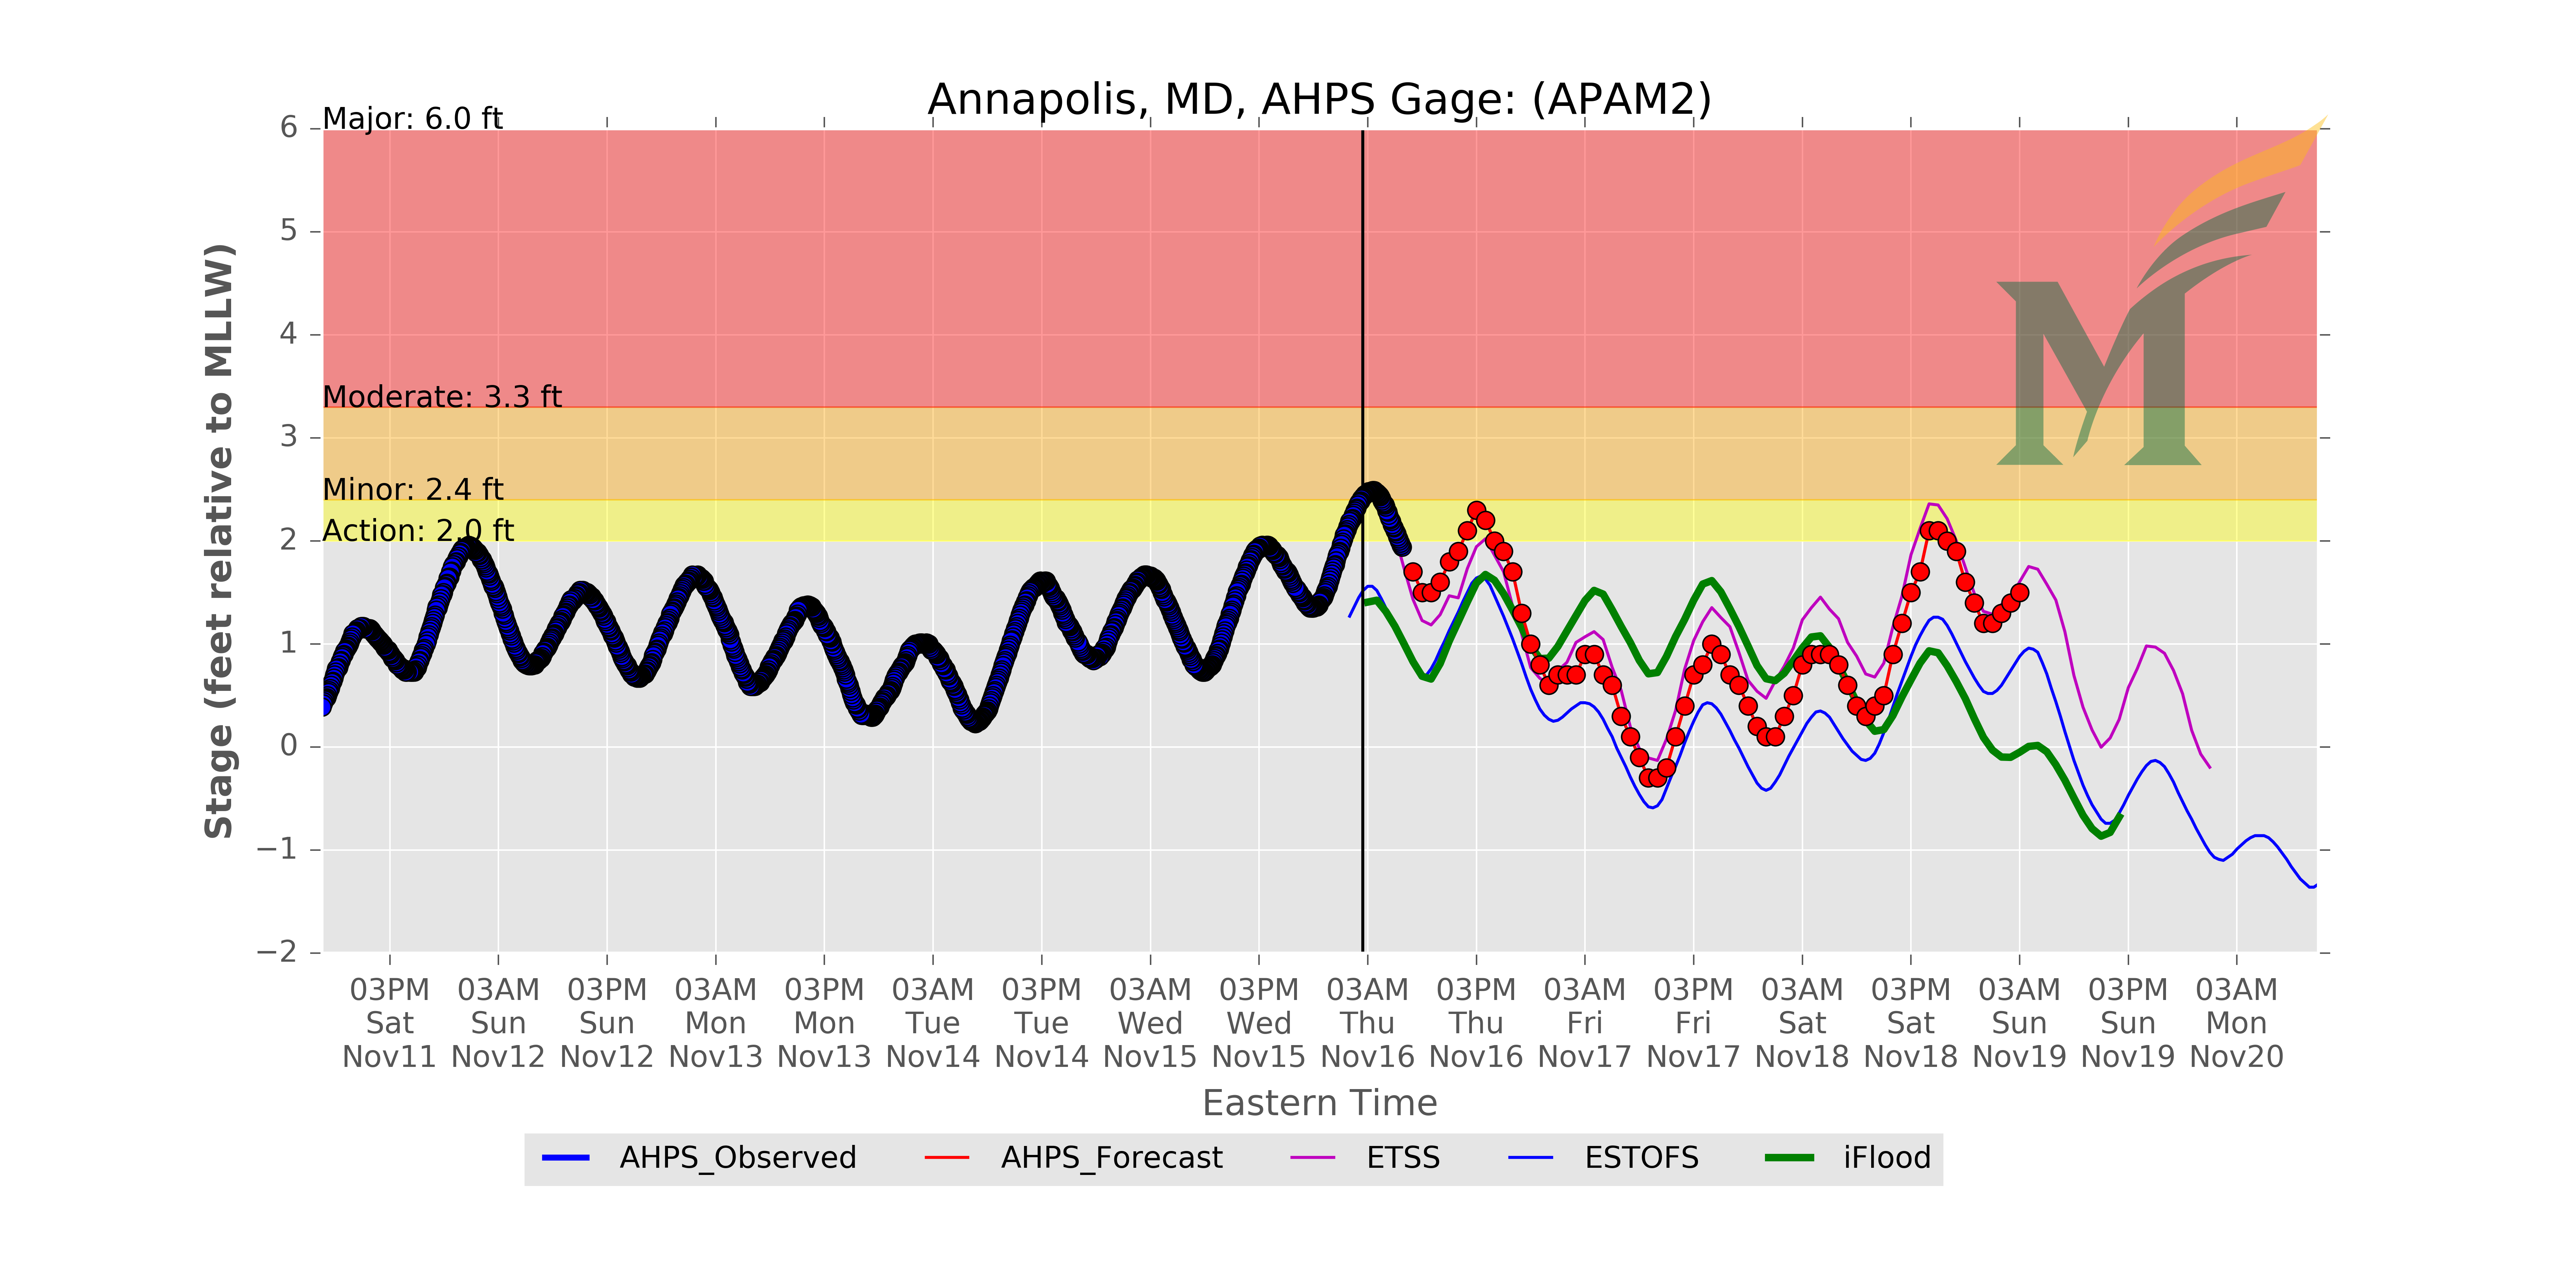 Annapolis, MD, AHPS Gage: (APAM2)
Major: 6.0 ft
Moderate: 3.3 ft
Minor: 2.4 ft
Action: 2.0 ft
Stage (feet relative to MLLW)
6
5
4
3
2
1
0
−1
−2
03PM 03AM 03PM 03AM 03PM 03AM 03PM 03AM 03PM 03AM 03PM 03AM 03PM 03AM 03PM 03AM 03PM 03AM
Sat Sun Sun Mon Mon Tue Tue Wed Wed Thu Thu Fri Fri Sat Sat Sun Sun Mon
Nov11 Nov12 Nov12 Nov13 Nov13 Nov14 Nov14 Nov15 Nov15 Nov16 Nov16 Nov17 Nov17 Nov18 Nov18 Nov19 Nov19 Nov20
Eastern Time
AHPS_Observed AHPS_Forecast ETSS ESTOFS iFlood
M